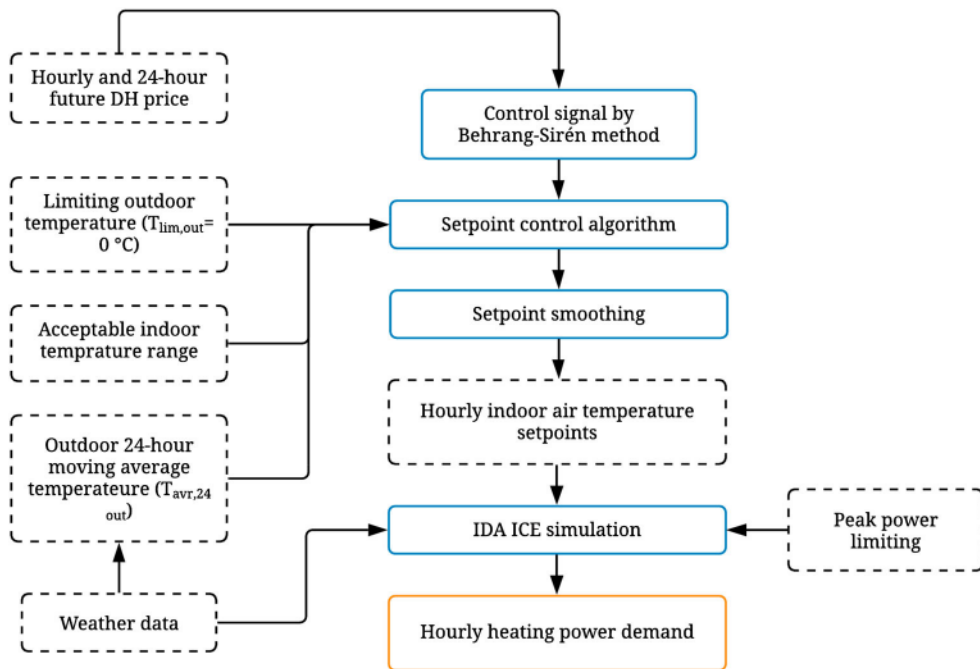 Hourly and 24-hour
future DH price
Control signal by
Behrang-Sirén method
Limiting outdoor
temperature (Tlim,out=
0 °C)
Setpoint control algorithm
Setpoint smoothing
Acceptable indoor
temprature range
Hourly indoor air temperature
setpoints
Outdoor 24-hour
moving average
temperateure (Tavr,24
out)
IDA ICE simulation
Peak power
limiting
Weather data
Hourly heating power demand